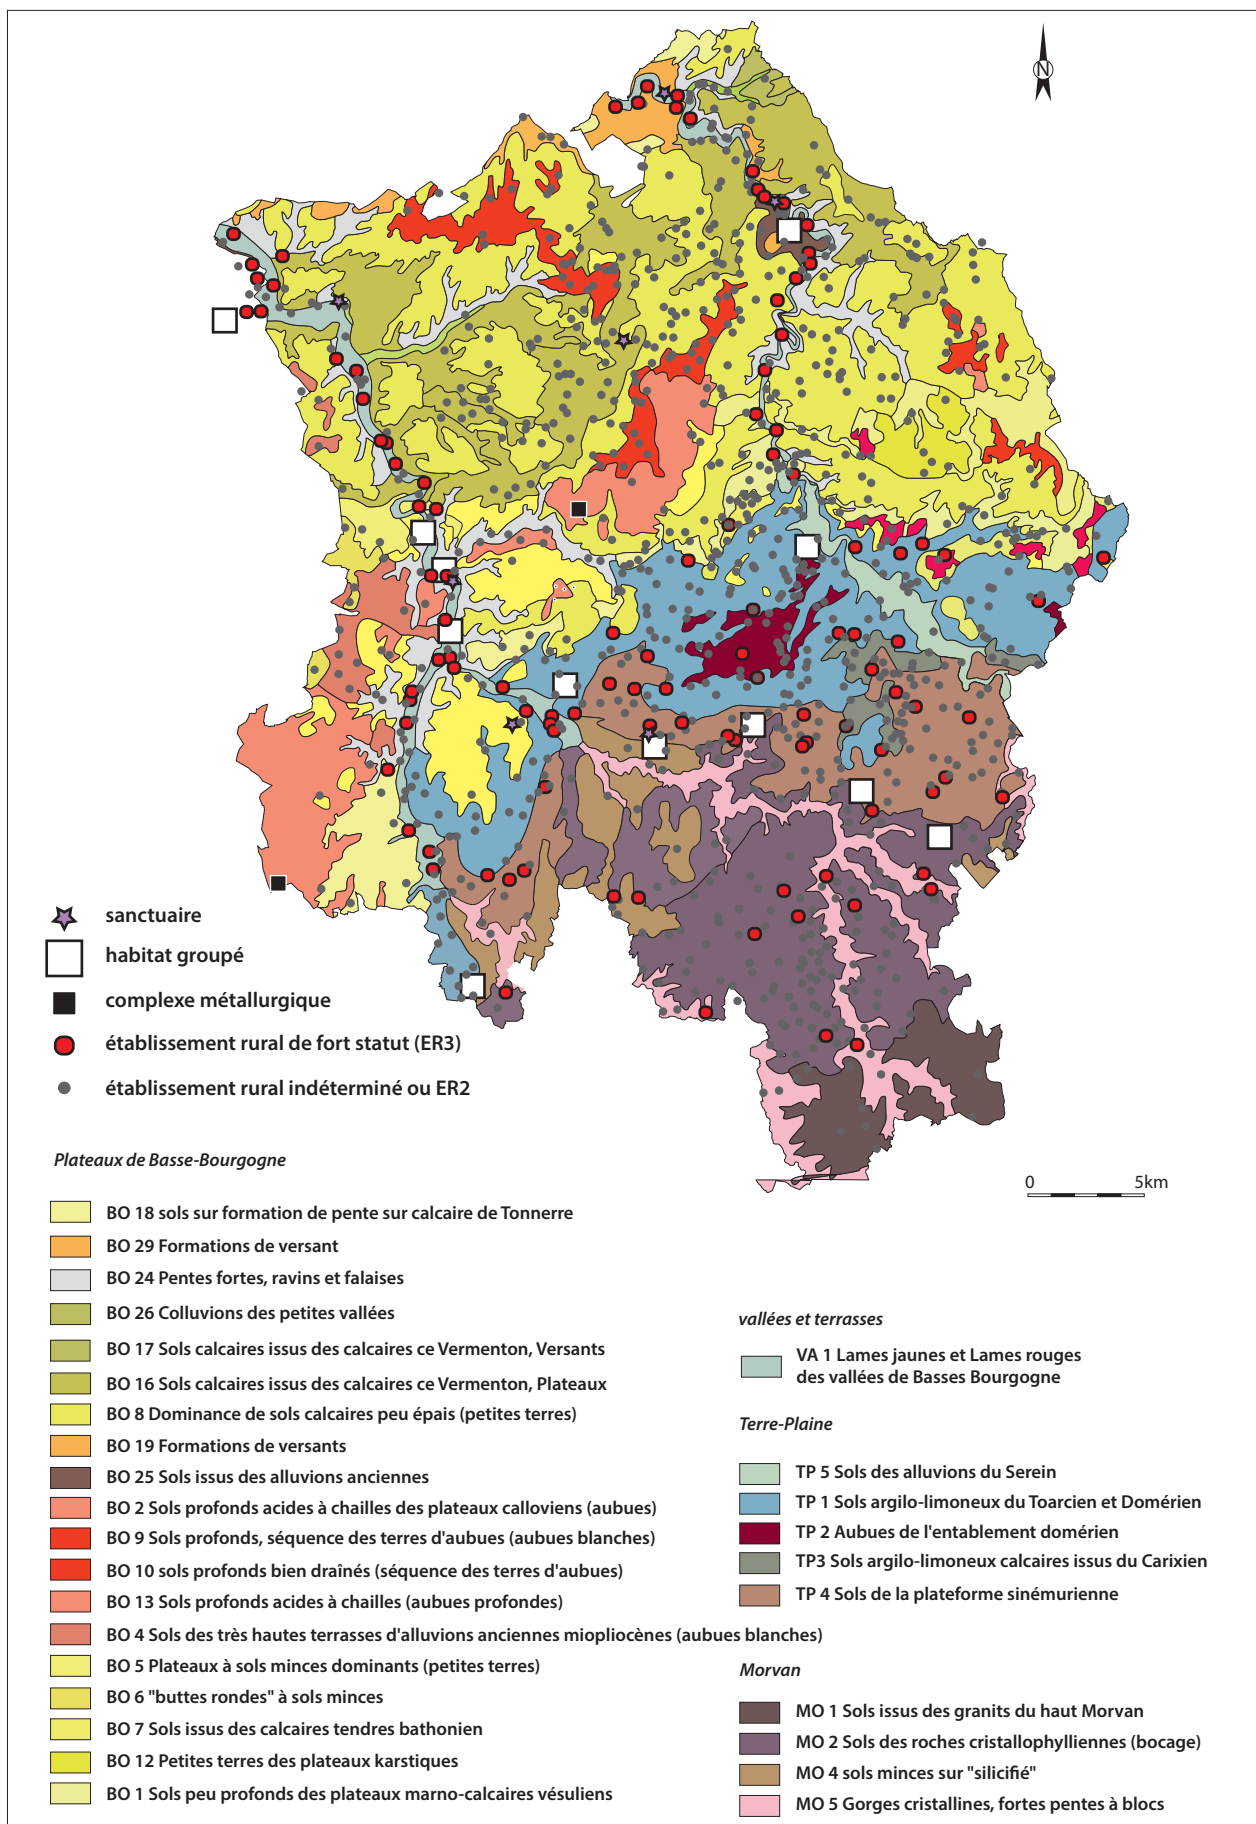 N
sanctuaire
habitat groupé
complexe métallurgique
établissement rural de fort statut (ER3)
établissement rural indéterminé ou ER2
0 5km
Plateaux de Basse-Bourgogne
BO 18 sols sur formation de pente sur calcaire de Tonnerre
BO 29 Formations de versant
BO 24 Pentes fortes, ravins et falaises
BO 26 Colluvions des petites vallées
BO 17 Sols calcaires issus des calcaires ce Vermenton, Versants
BO 16 Sols calcaires issus des calcaires ce Vermenton, Plateaux
BO 8 Dominance de sols calcaires peu épais (petites terres)
BO 19 Formations de versants
BO 25 Sols issus des alluvions anciennes
BO 2 Sols profonds acides à chailles des plateaux calloviens (aubues)
BO 9 Sols profonds, séquence des terres d'aubues (aubues blanches)
BO 10 sols profonds bien draînés (séquence des terres d'aubues)
BO 13 Sols profonds acides à chailles (aubues profondes)
BO 4 Sols des très hautes terrasses d'alluvions anciennes miopliocènes (aubues blanches)
BO 5 Plateaux à sols minces dominants (petites terres)
BO 6 "buttes rondes" à sols minces
BO 7 Sols issus des calcaires tendres bathonien
BO 12 Petites terres des plateaux karstiques
BO 1 Sols peu profonds des plateaux marno-calcaires vésuliens
vallées et terrasses
VA 1 Lames jaunes et Lames rouges
des vallées de Basses Bourgogne
Terre-Plaine
TP 5 Sols des alluvions du Serein
TP 1 Sols argilo-limoneux du Toarcien et Domérien
TP 2 Aubues de l'entablement domérien
TP3 Sols argilo-limoneux calcaires issus du Carixien
TP 4 Sols de la plateforme sinémurienne
Morvan
MO 1 Sols issus des granits du haut Morvan
MO 2 Sols des roches cristallophylliennes (bocage)
MO 4 sols minces sur "silicifié"
MO 5 Gorges cristallines, fortes pentes à blocs